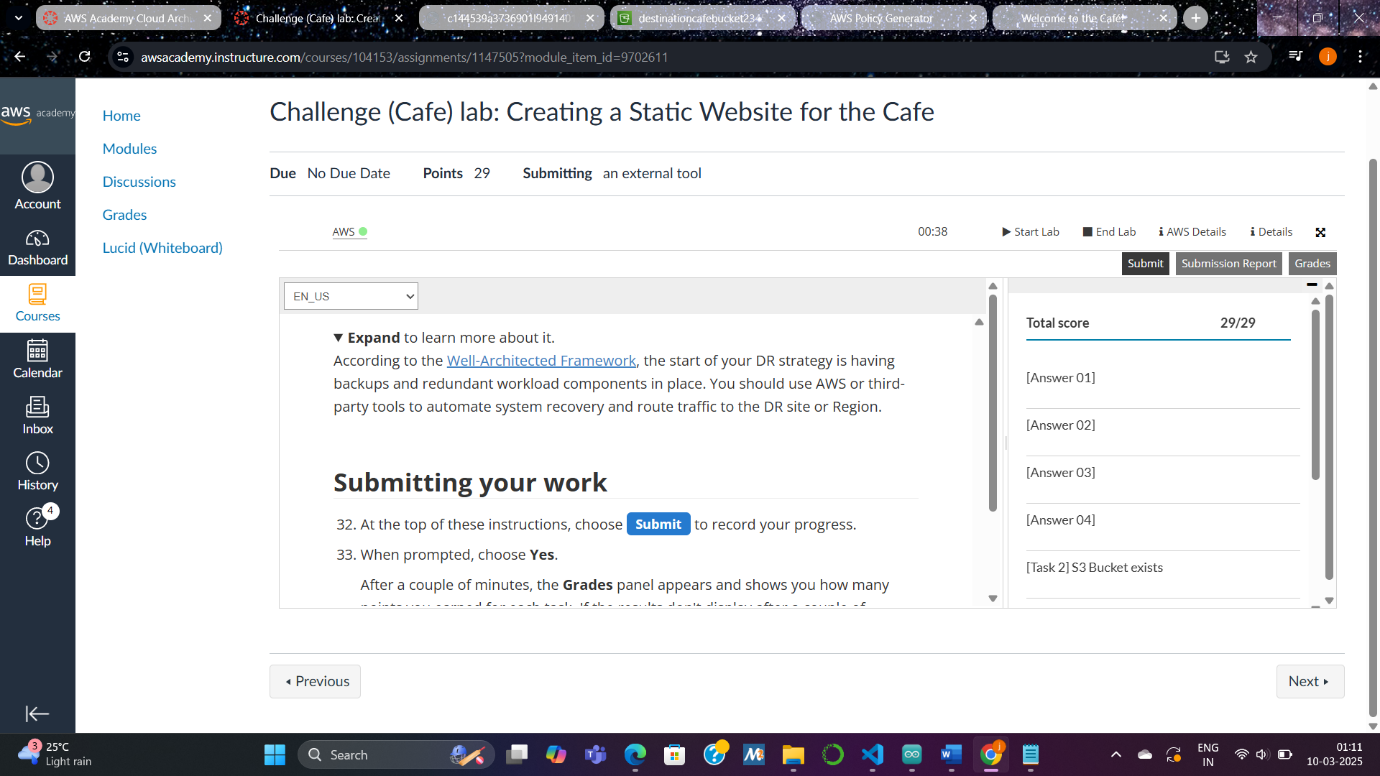 AWS Academy Cloud Arch
Challenge (Cafe) lab: Crea
c144539a3736901l949140
destinationcafebucket234
AWS Policy Generator
Welcome to the Café!
awsacademy.instructure.com/courses/104153/assignments/1147505?module_item_id=9702611
j
aws academy
Account
Dashboard
Courses
Calendar
Inbox
History
4
Help
Home
Modules
Discussions
Grades
Lucid (Whiteboard)
Challenge (Cafe) lab: Creating a Static Website for the Cafe
Due No Due Date Points 29 Submitting an external tool
AWS 00:38 Start Lab End Lab AWS Details Details
Submit Submission Report Grades
EN_US
Expand to learn more about it.
According to the Well-Architected Framework, the start of your DR strategy is having
backups and redundant workload components in place. You should use AWS or third-
party tools to automate system recovery and route traffic to the DR site or Region.
Submitting your work
32. At the top of these instructions, choose Submit to record your progress.
33. When prompted, choose Yes.
After a couple of minutes, the Grades panel appears and shows you how many
Total score 29/29
[Answer 01]
[Answer 02]
[Answer 03]
[Answer 04]
[Task 2] S3 Bucket exists
Previous
Next
3
25°C
Light rain
Search
ENG
IN
01:11
10-03-2025